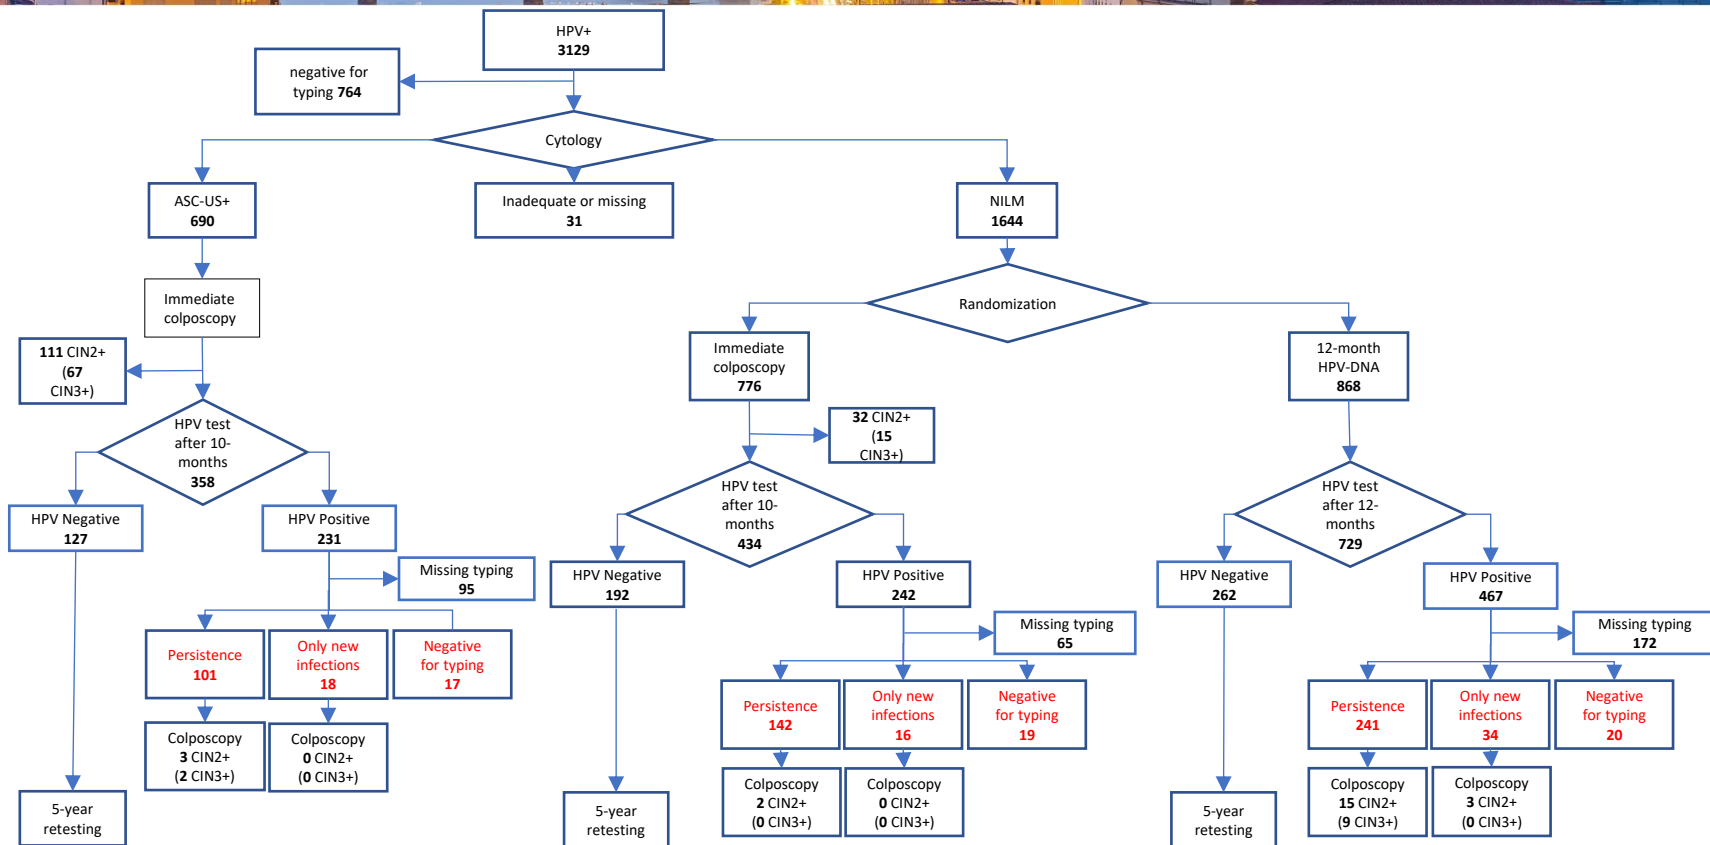 HPV+
3129
negative for
typing 764
Cytology
ASC-US+
690
Inadequate or missing
31
NILM
1644
Immediate
colposcopy
Randomization
111 CIN2+
(67
CIN3+)
Immediate
colposcopy
776
12-month
HPV-DNA
868
HPV test
after 10-
months
358
32 CIN2+
(15
CIN3+)
HPV test
after 10-
months
434
HPV test
after 12-
months
729
HPV Negative
127
HPV Positive
231
Missing typing
95
HPV Negative
192
HPV Positive
242
Missing typing
65
HPV Negative
262
HPV Positive
467
Missing typing
172
Persistence
101
Only new
infections
18
Negative
for typing
17
Persistence
142
Only new
infections
16
Negative
for typing
19
Persistence
241
Only new
infections
34
Negative
for typing
20
Colposcopy
3 CIN2+
(2 CIN3+)
Colposcopy
0 CIN2+
(0 CIN3+)
Colposcopy
2 CIN2+
(0 CIN3+)
Colposcopy
0 CIN2+
(0 CIN3+)
Colposcopy
15 CIN2+
(9 CIN3+)
Colposcopy
3 CIN2+
(0 CIN3+)
5-year
retesting
5-year
retesting
5-year
retesting